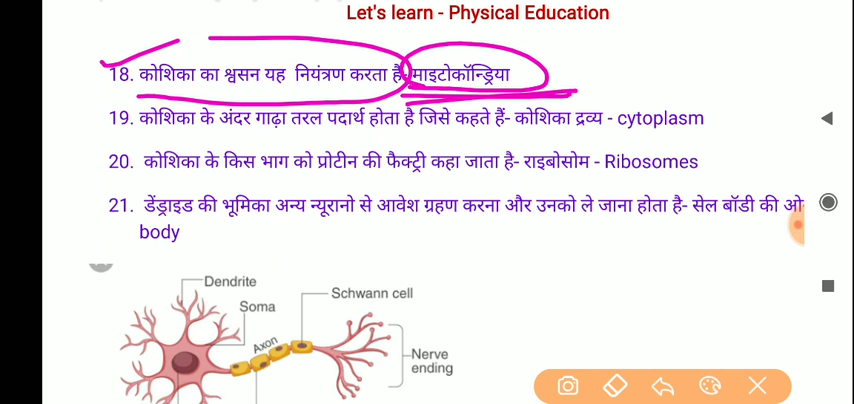 Let's learn - Physical Education
18. कोशिका का श्वसन यह नियंत्रण करता है- माइटोकॉन्ड्रिया
19. कोशिका के अंदर गाढ़ा तरल पदार्थ होता है जिसे कहते हैं- कोशिका द्रव्य - cytoplasm
20. कोशिका के किस भाग को प्रोटीन की फैक्ट्री कहा जाता है- राइबोसोम - Ribosomes
21. डेंड्राइड की भूमिका अन्य न्यूरानो से आवेश ग्रहण करना और उनको ले जाना होता है- सेल बॉडी की ओ
body
Dendrite
Soma
Schwann cell
Axon
Nerve
ending